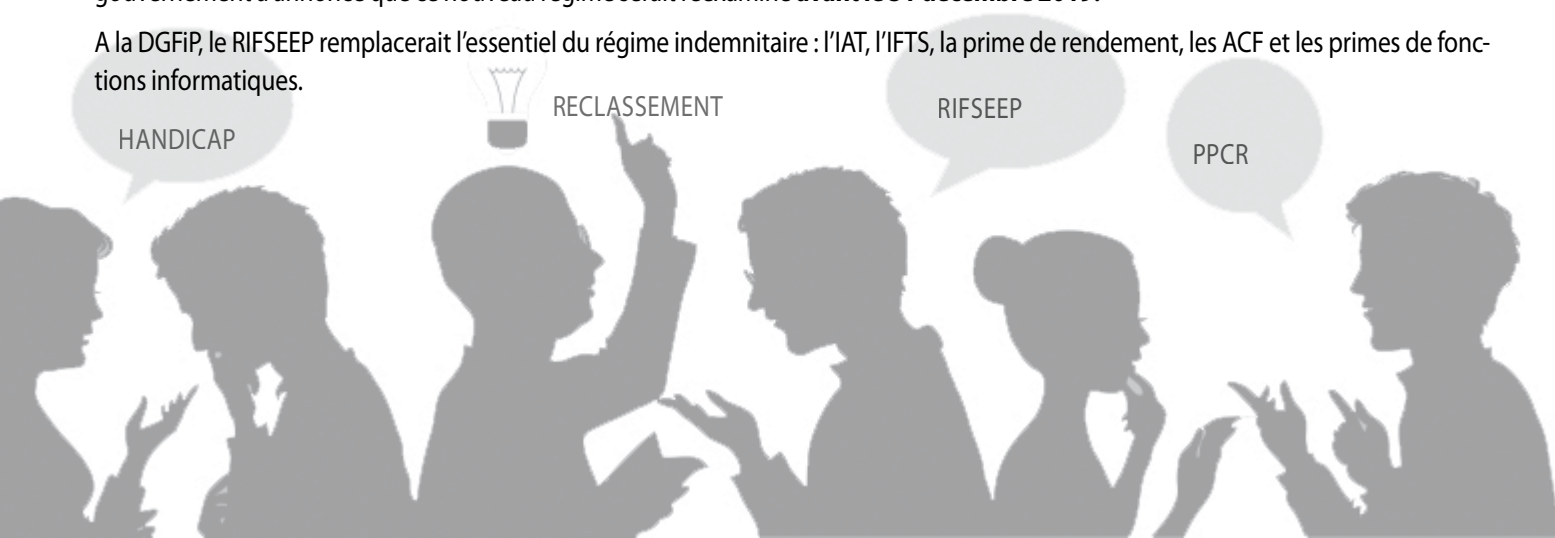 A la DGFiP, le RIFSEEP remplacerait l'essentiel du régime indemnitaire : l'IAT, l'IFTS, la prime de rendement, les ACF et les primes de fonc-
tions informatiques.
HANDICAP
RECLASSEMENT
RIFSEEP
PPCR